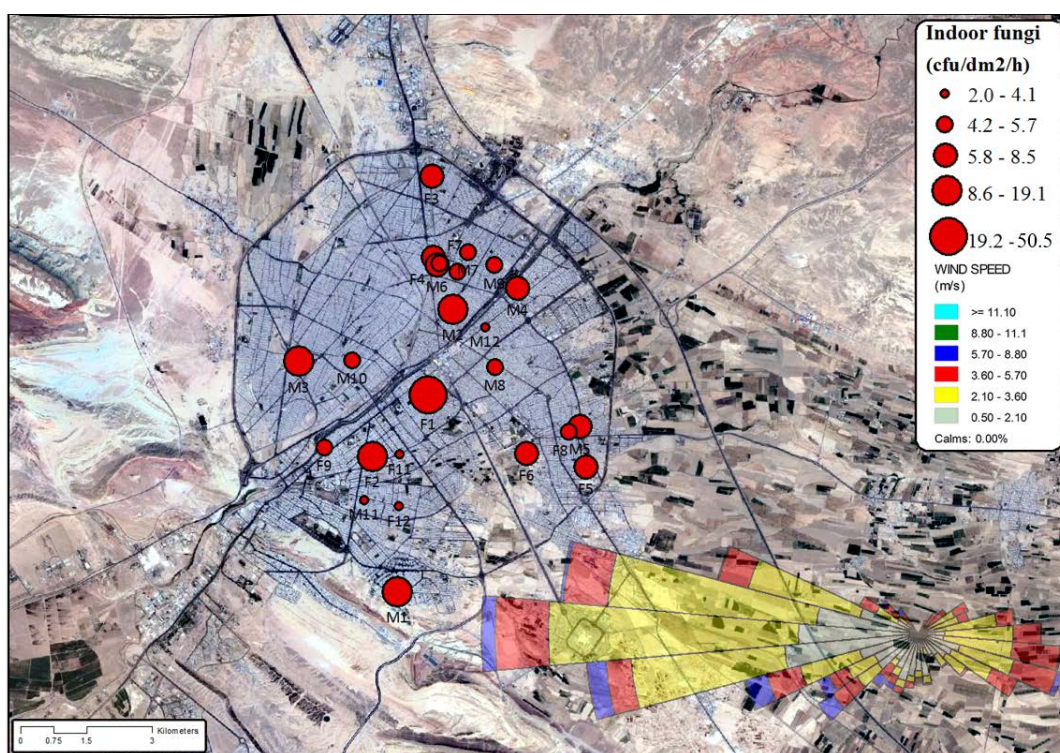 Indoor fungi
(cfu/dm2/h)
2.0 - 4.1
4.2 - 5.7
5.8 - 8.5
8.6 - 19.1
19.2 - 50.5
WIND SPEED
(m/s)
>= 11.10
8.80 - 11.1
5.70 - 8.80
3.60 - 5.70
2.10 - 3.60
0.50 - 2.10
Calms: 0.00%
F3
F7
F4
M7
M6
M4
M2
M12
M3
M10
M8
F1
F9
F2
F11
F6
F8
M5
F5
M11
F12
M1
0 0.75 1.5 3
Kilometers